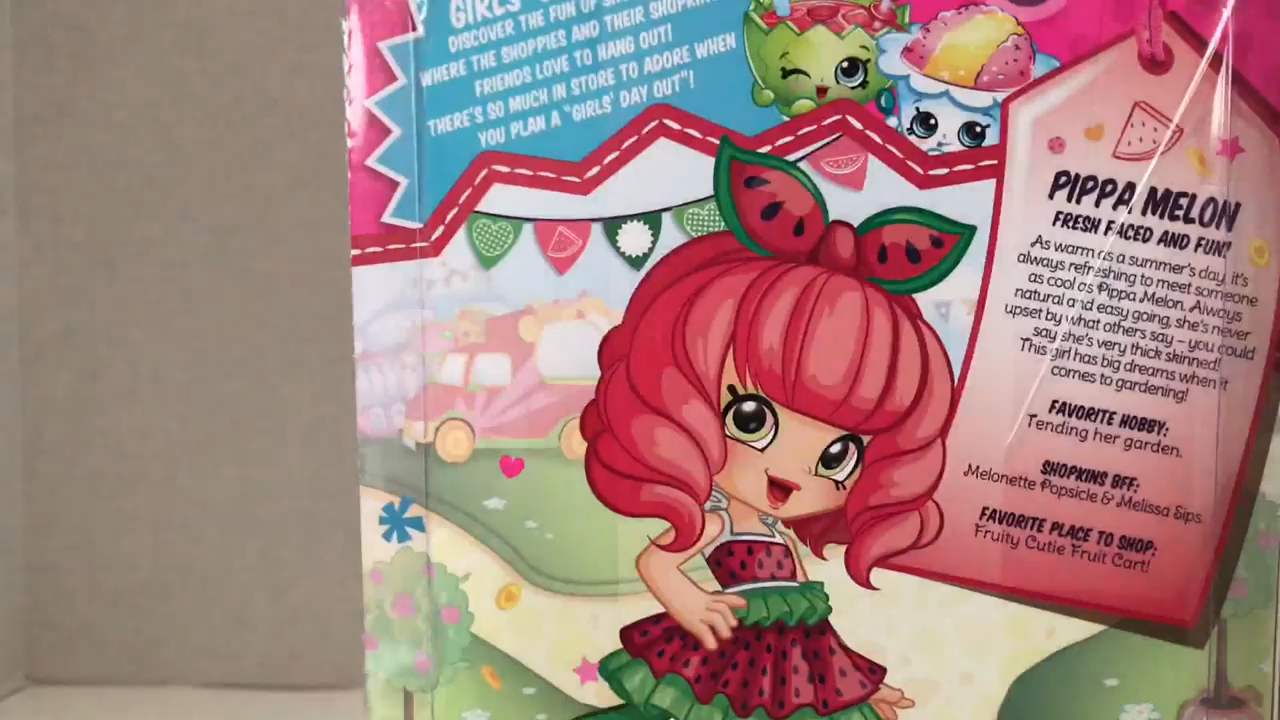 GIRLS'
DISCOVER THE FUN OF
WHERE THE SHOPPIES AND THEIR SHOPKINS
FRIENDS LOVE TO HANG OUT!
THERE'S SO MUCH IN STORE TO ADORE WHEN
YOU PLAN A "GIRLS' DAY OUT"!
PIPPA MELON
FRESH FACED AND FUN!
As warm as a summer's day, it's
always refreshing to meet someone
as cool as Pippa Melon. Always
natural and easy going, she's never
upset by what others say – you could
say she's very thick skinned!
This girl has big dreams when it
comes to gardening!
FAVORITE HOBBY:
Tending her garden.
SHOPKINS BFF:
Melonette Popsicle & Melissa Sips.
FAVORITE PLACE TO SHOP:
Fruity Cutie Fruit Cart!